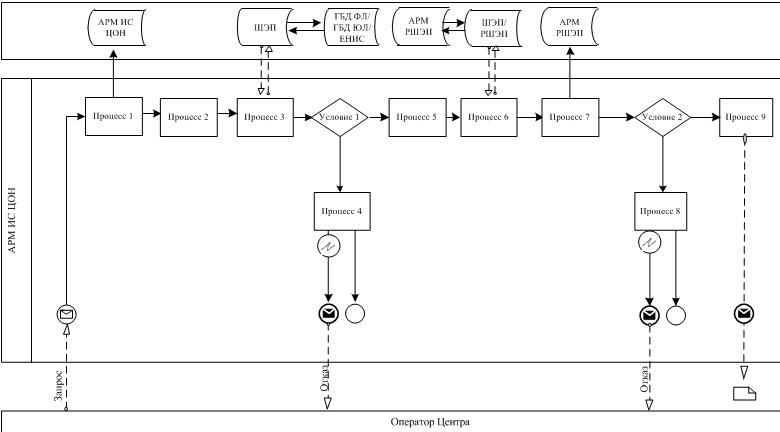 АРМ ИС
ЦОН
ШЭП
ГБД ФЛ/
ГБД ЮЛ/
ЕНИС
АРМ
РШЭП
ШЭП/
РШЭП
АРМ
РШЭП
АРМ ИС ЦОН
Процесс 1
Процесс 2
Процесс 3
Условие 1
Процесс 5
Процесс 6
Процесс 7
Условие 2
Процесс 9
Процесс 4
Процесс 8
Запрос
Отказ
Отказ
Оператор Центра